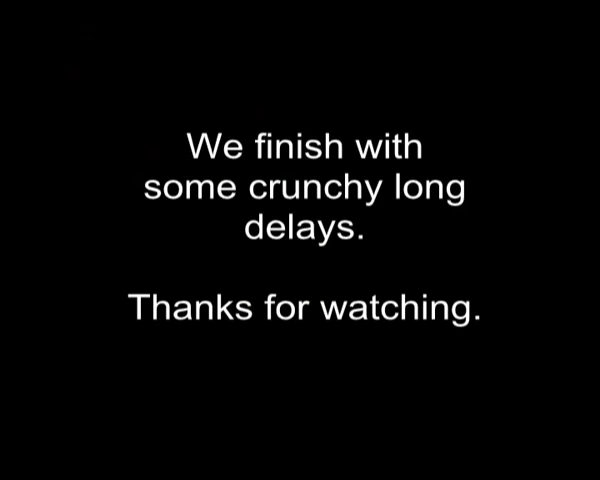 We finish with
some crunchy long
delays.
Thanks for watching.